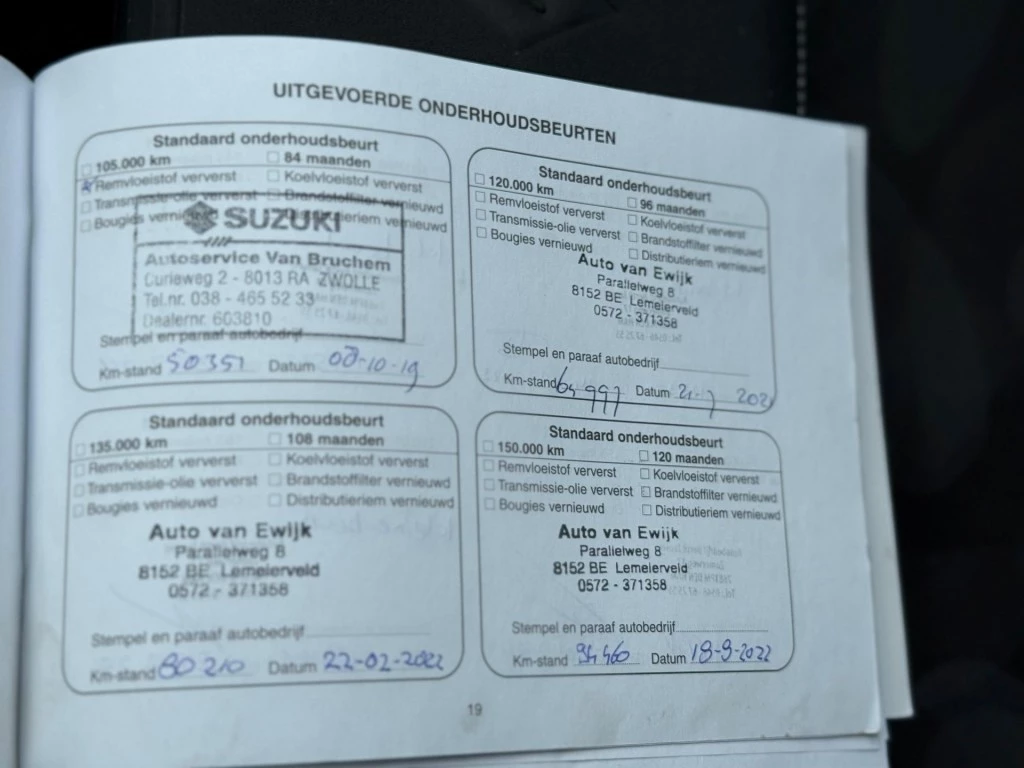 UITGEVOERDE ONDERHOUDSBEURTEN
Standaard onderhoudsbeurt
105.000 km 84 maanden
Remvloeistof ververst Koelvloeistof ververst
Transmissie-olie ververst Brandstoffilter vernieuwd
Bougies
SUZUKI
Autoservice Van Bruchem
Curieweg 2 - 8013 RA ZWOLLE
Tel.nr. 038 - 465 52 33
Dealernr. 603810
Stempel en paraaf autobedrijf
Km-stand 50351 Datum 08-10-19
Standaard onderhoudsbeurt
120.000 km 96 maanden
Remvloeistof ververst Koelvloeistof ververst
Transmissie-olie ververst Brandstoffilter vernieuwd
Bougies vernieuwd Distributieriem vernieuwd
Auto van Ewijk
Parallelweg 8
8152 BE Lemelerveld
0572 - 371358
Stempel en paraaf autobedrijf
Km-stand 64997 Datum
Standaard onderhoudsbeurt
135.000 km 108 maanden
Remvloeistof ververst Koelvloeistof ververst
Transmissie-olie ververst Brandstoffilter vernieuwd
Bougies vernieuwd Distributieriem vernieuwd
Auto van Ewijk
Parallelweg 8
8152 BE Lemelerveld
0572 - 371358
Stempel en paraaf autobedrijf
Km-stand 80210 Datum 22-02-2022
Standaard onderhoudsbeurt
150.000 km 120 maanden
Remvloeistof ververst Koelvloeistof ververst
Transmissie-olie ververst Brandstoffilter vernieuwd
Bougies vernieuwd Distributieriem vernieuwd
Auto van Ewijk
Parallelweg 8
8152 BE Lemelerveld
0572 - 371358
Stempel en paraaf autobedrijf
Km-stand 94460 Datum 18-9-2022
19